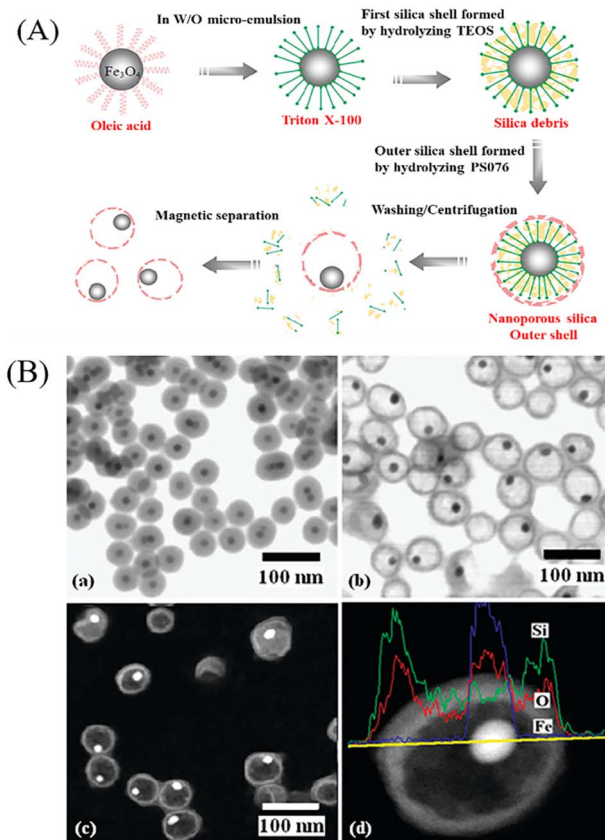 (A)
In W/O micro-emulsion
First silica shell formed
by hydrolyzing TEOS
Fe₃O₄
Oleic acid
Triton X-100
Silica debris
Outer silica shell formed
by hydrolyzing PS076
Magnetic separation
Washing/Centrifugation
Nanoporous silica
Outer shell
(B)
100 nm
(a)
100 nm
(b)
100 nm
(c)
Si
O
Fe
(d)